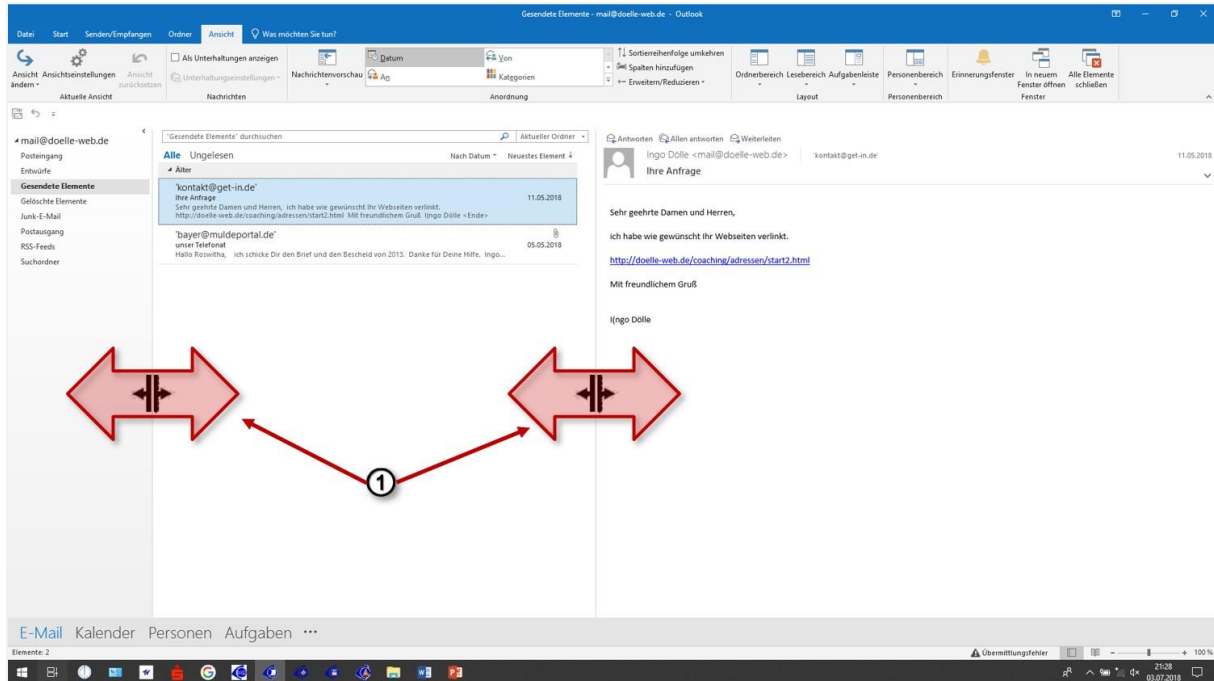 Gesendete Elemente - mail@doelle-web.de - Outlook
Datei Start Senden/Empfangen Ordner Ansicht Was möchten Sie tun?
Ansicht ändern
Ansichtseinstellungen
Ansicht zurücksetzen
Aktuelle Ansicht
Als Unterhaltungen anzeigen
Unterhaltungseinstellungen
Nachrichten
Nachrichtenvorschau
Datum
Von
An
Kategorien
Sortierreihenfolge umkehren
Spalten hinzufügen
Erweitern/Reduzieren
Anordnung
Ordnerbereich Lesebereich Aufgabenleiste
Layout
Personenbereich
Personenbereich
Erinnerungsfenster
In neuem Fenster öffnen
Alle Elemente schließen
Fenster
mail@doelle-web.de
Posteingang
Entwürfe
Gesendete Elemente
Gelöschte Elemente
Junk-E-Mail
Postausgang
RSS-Feeds
Suchordner
"Gesendete Elemente" durchsuchen
Aktueller Ordner
Alle Ungelesen
Nach Datum Neuestes Element
Älter
'kontakt@get-in.de'
Ihre Anfrage 11.05.2018
Sehr geehrte Damen und Herren, ich habe wie gewünscht Ihr Webseiten verlinkt.
http://doelle-web.de/coaching/adressen/start2.html Mit freundlichem Gruß I(ngo Dölle <Ende>
'bayer@muldeportal.de'
unser Telefonat 05.05.2018
Hallo Roswitha, ich schicke Dir den Brief und den Bescheid von 2013. Danke für Deine Hilfe. Ingo...
Antworten Allen antworten Weiterleiten
Ingo Dölle <mail@doelle-web.de> 'kontakt@get-in.de' 11.05.2018
Ihre Anfrage
Sehr geehrte Damen und Herren,
ich habe wie gewünscht Ihr Webseiten verlinkt.
http://doelle-web.de/coaching/adressen/start2.html
Mit freundlichem Gruß
I(ngo Dölle
1
E-Mail Kalender Personen Aufgaben ...
Elemente: 2
Übermittlungsfehler
100 %
21:28
03.07.2018